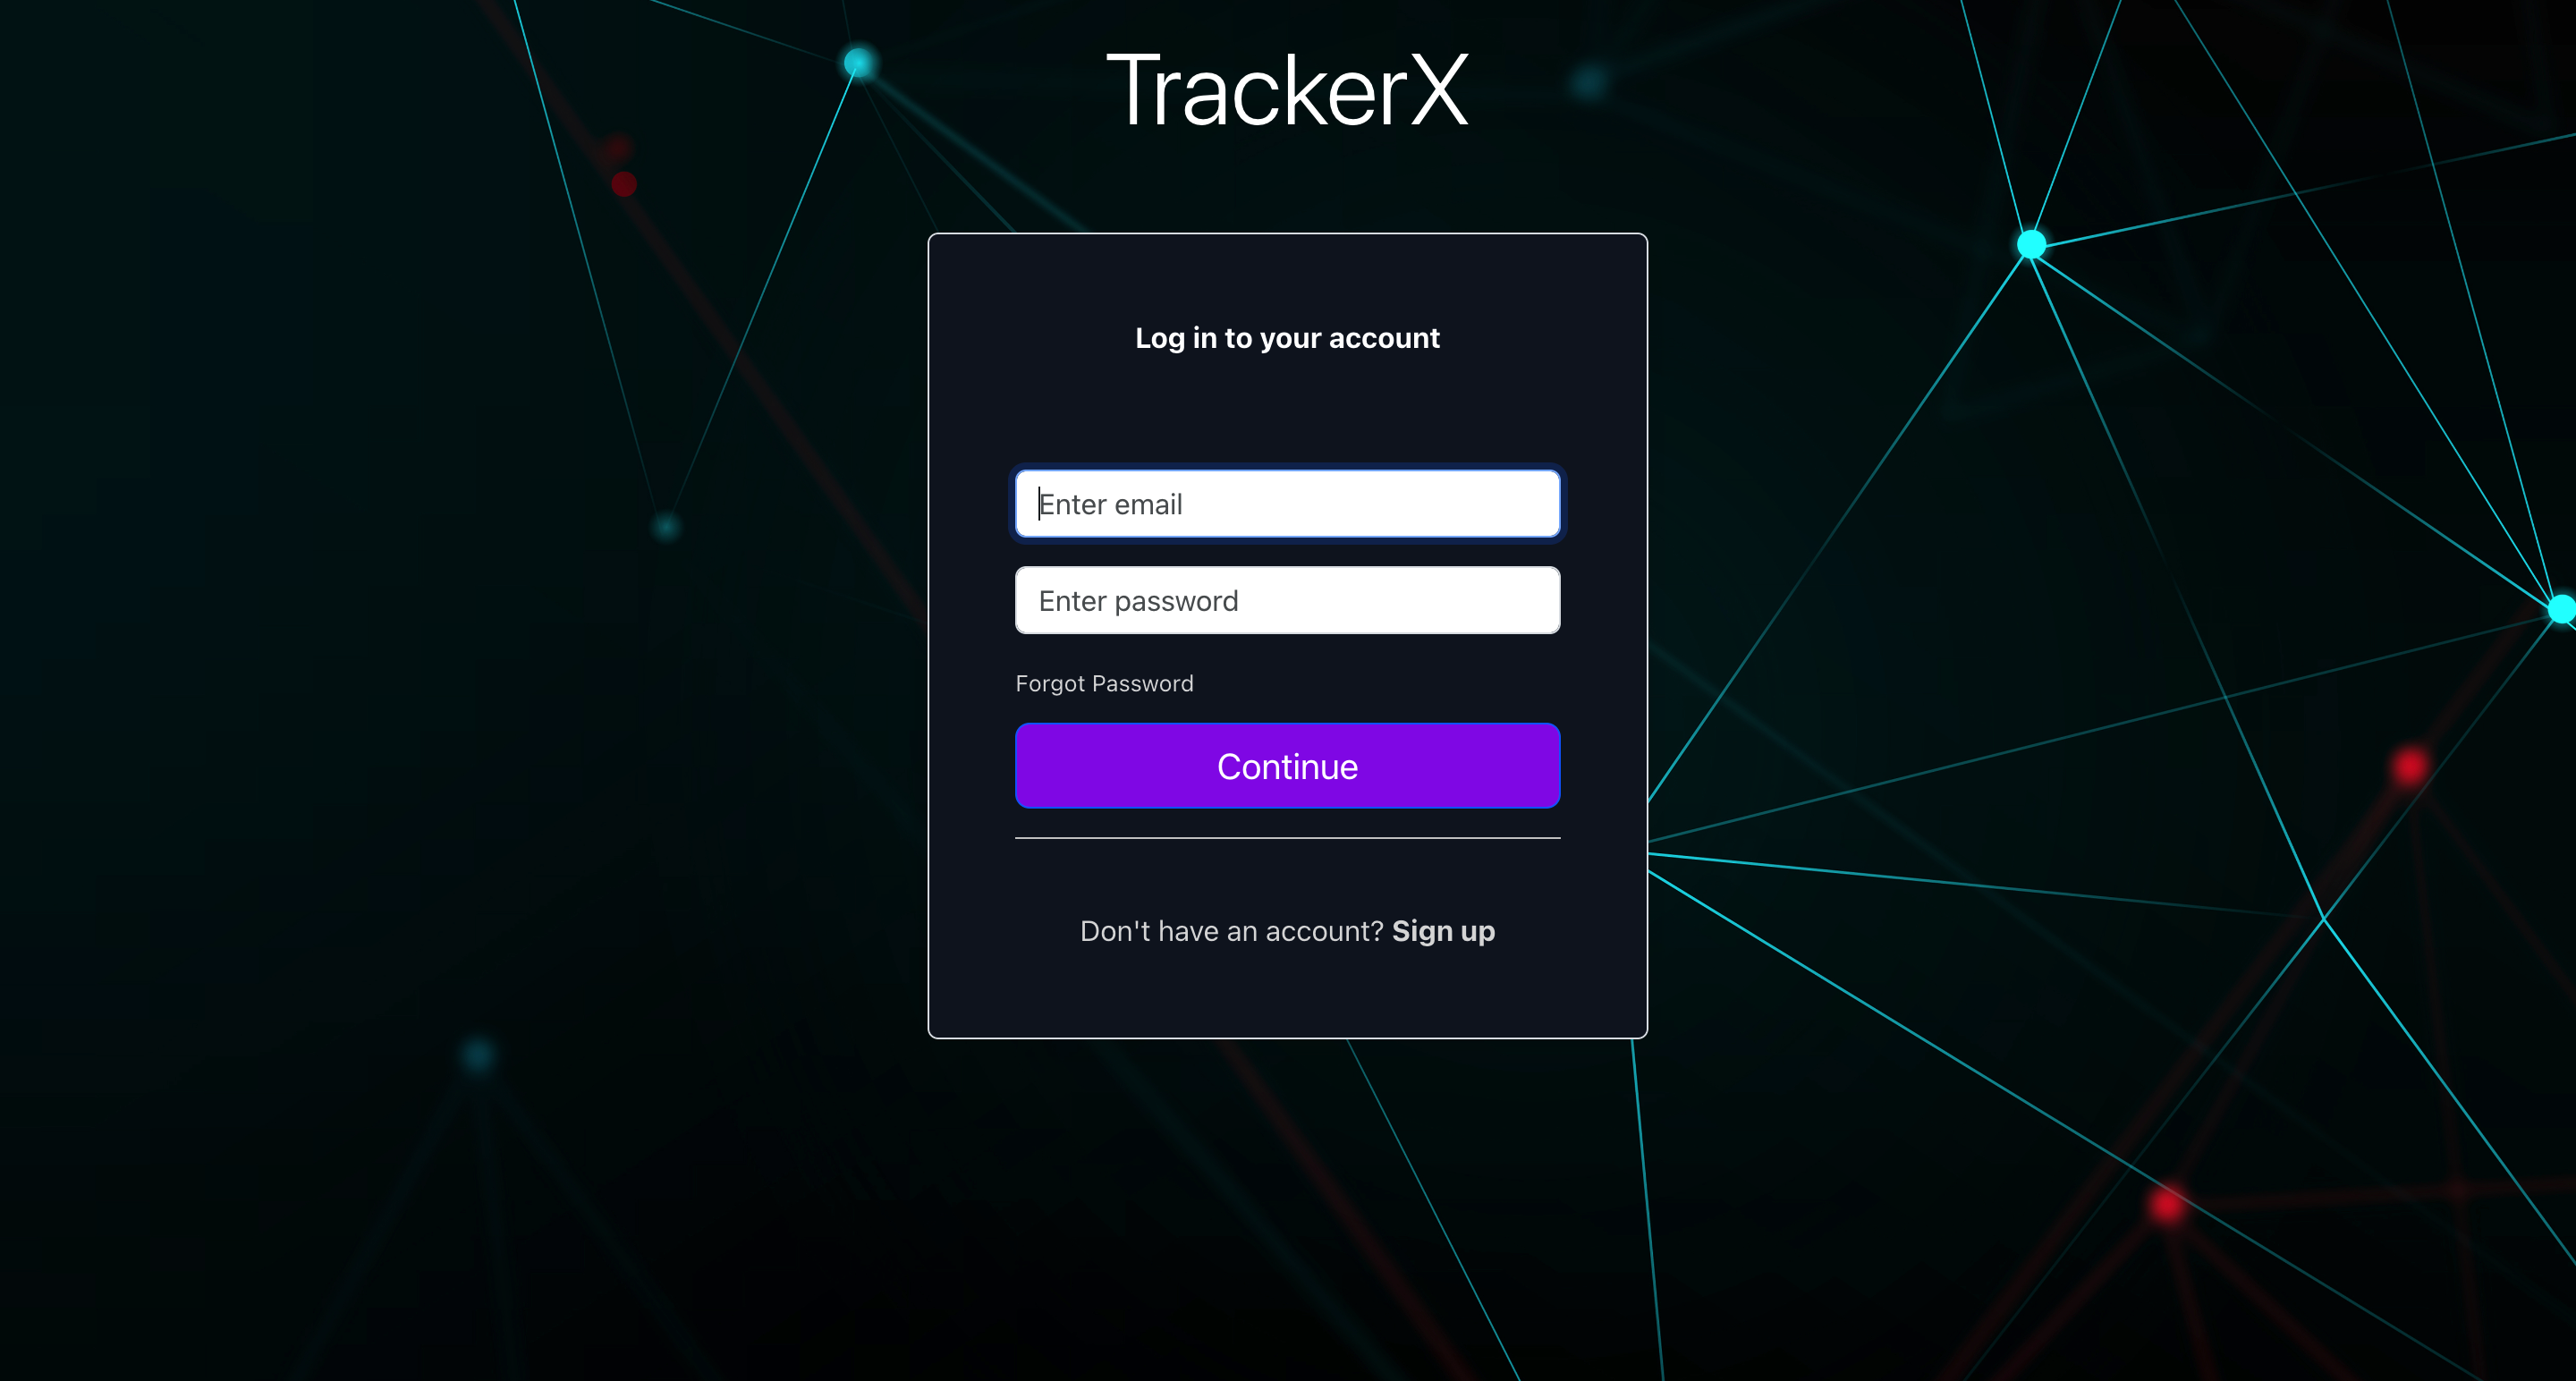 TrackerX
Log in to your account
Enter email
Enter password
Forgot Password
Continue
Don't have an account? Sign up